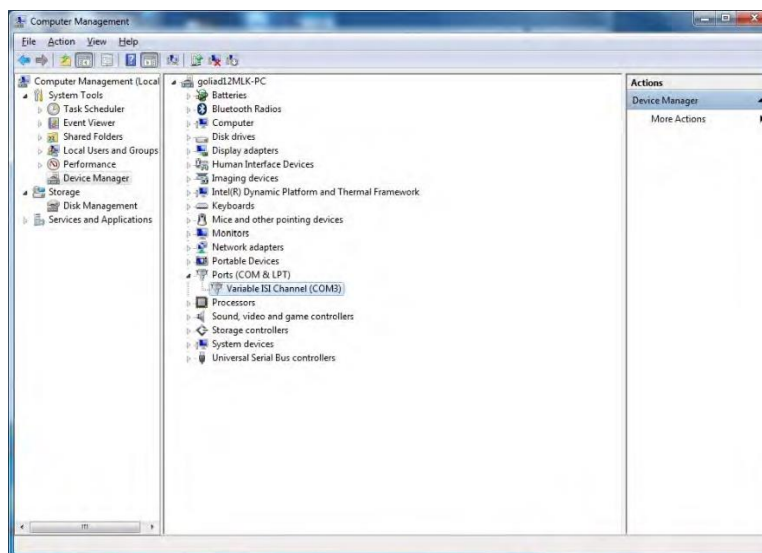 Computer Management
File Action View Help
Computer Management (Local
System Tools
Task Scheduler
Event Viewer
Shared Folders
Local Users and Groups
Performance
Device Manager
Storage
Disk Management
Services and Applications
goliad12MLK-PC
Batteries
Bluetooth Radios
Computer
Disk drives
Display adapters
Human Interface Devices
Imaging devices
Intel(R) Dynamic Platform and Thermal Framework
Keyboards
Mice and other pointing devices
Monitors
Network adapters
Portable Devices
Ports (COM & LPT)
Variable ISI Channel (COM3)
Processors
Sound, video and game controllers
Storage controllers
System devices
Universal Serial Bus controllers
Actions
Device Manager
More Actions